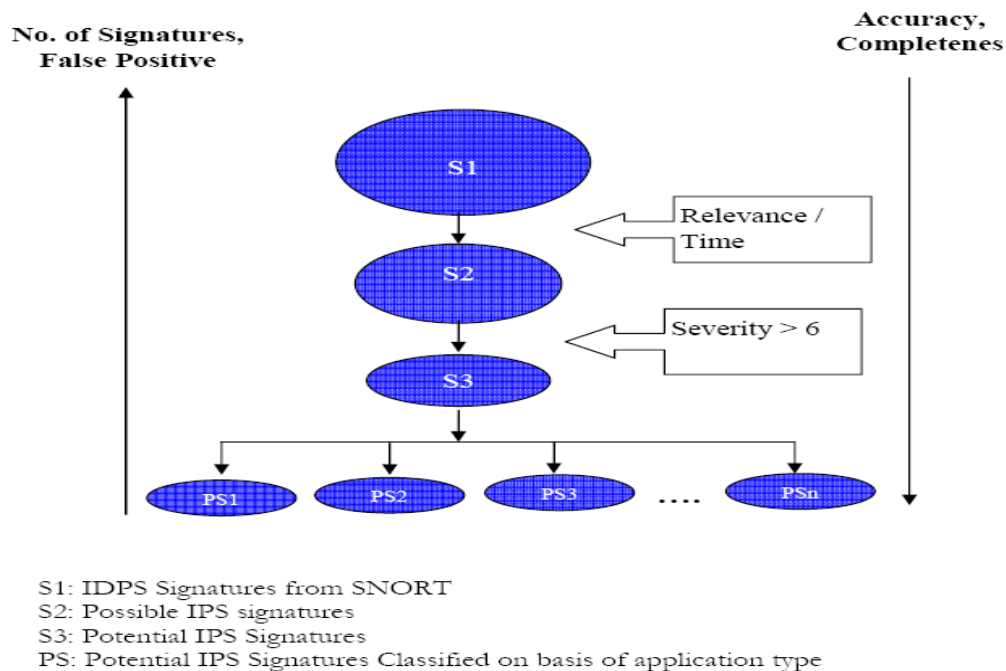 No. of Signatures,
False Positive
Accuracy,
Completenes
S1
Relevance /
Time
S2
Severity > 6
S3
PS1
PS2
PS3
....
PSn
S1: IDPS Signatures from SNORT
S2: Possible IPS signatures
S3: Potential IPS Signatures
PS: Potential IPS Signatures Classified on basis of application type